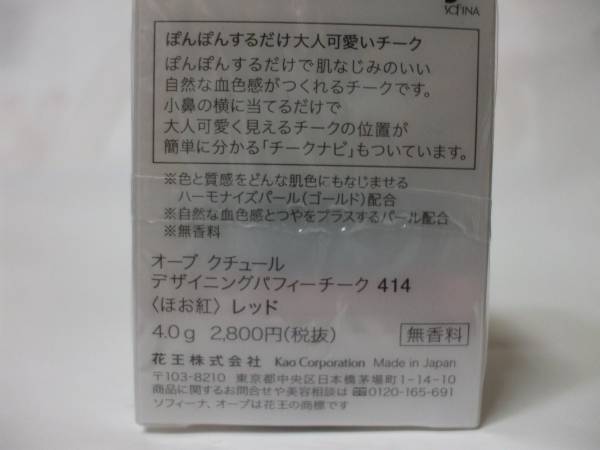 SOFINA
ぽんぽんするだけ大人可愛いチーク
ぽんぽんするだけで肌なじみのいい
自然な血色感がつくれるチークです。
小鼻の横に当てるだけで
大人可愛く見えるチークの位置が
簡単に分かる「チークナビ」もついています。
※色と質感をどんな肌色にもなじませる
ハーモナイズパール(ゴールド)配合
※自然な血色感とつやをプラスするパール配合
※無香料
オーブ クチュール
デザイニングパフィーチーク 414
〈ほお紅〉 レッド
4.0g 2,800円(税抜) 無香料
花王株式会社 Kao Corporation Made in Japan
〒103-8210 東京都中央区日本橋茅場町1-14-10
商品に関するお問合せや美容相談は 0120-165-691
ソフィーナ、オーブは花王の商標です